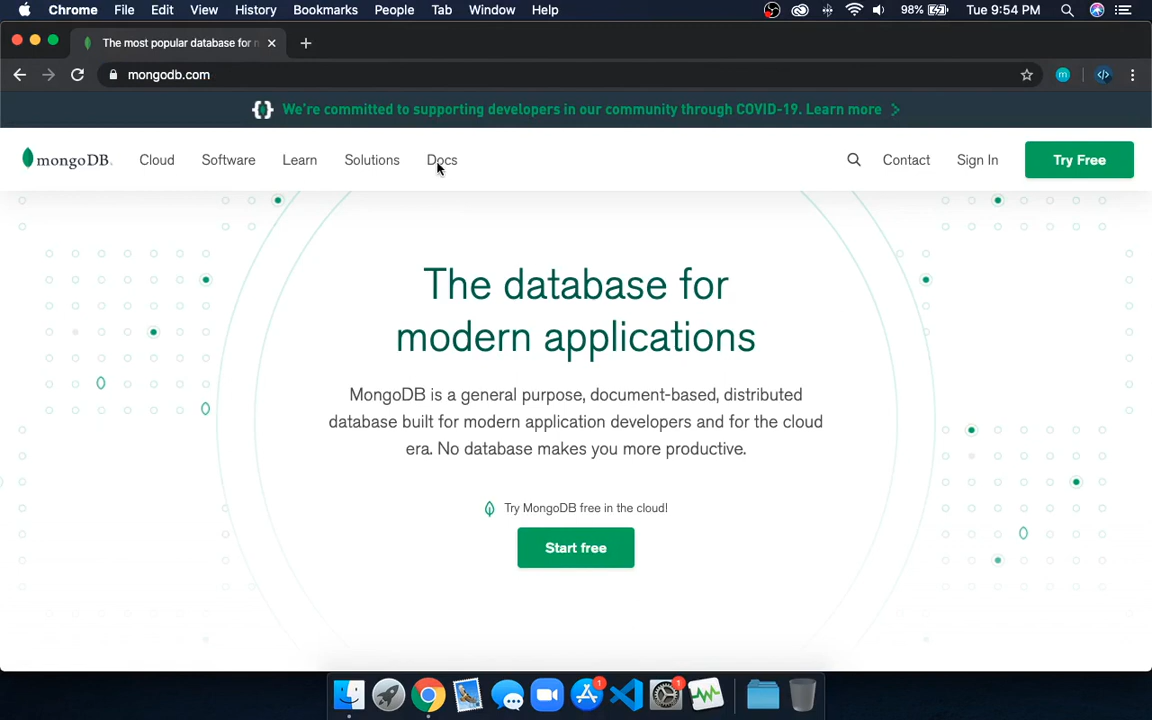 Chrome File Edit View History Bookmarks People Tab Window Help 98% Tue 9:54 PM
The most popular database for
mongodb.com
We're committed to supporting developers in our community through COVID-19. Learn more
mongoDB. Cloud Software Learn Solutions Docs Contact Sign In Try Free
The database for
modern applications
MongoDB is a general purpose, document-based, distributed
database built for modern application developers and for the cloud
era. No database makes you more productive.
Try MongoDB free in the cloud!
Start free
1 1